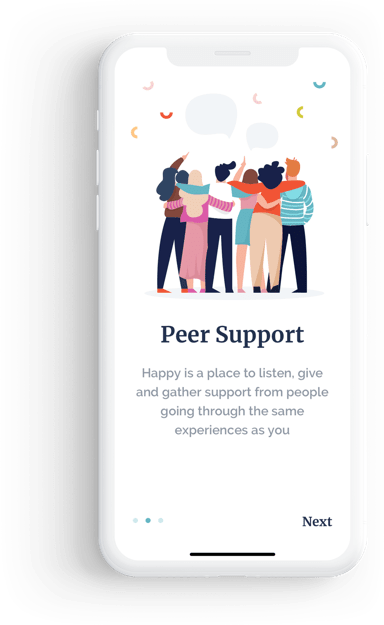 Peer Support
Happy is a place to listen, give
and gather support from people
going through the same
experiences as you
Next